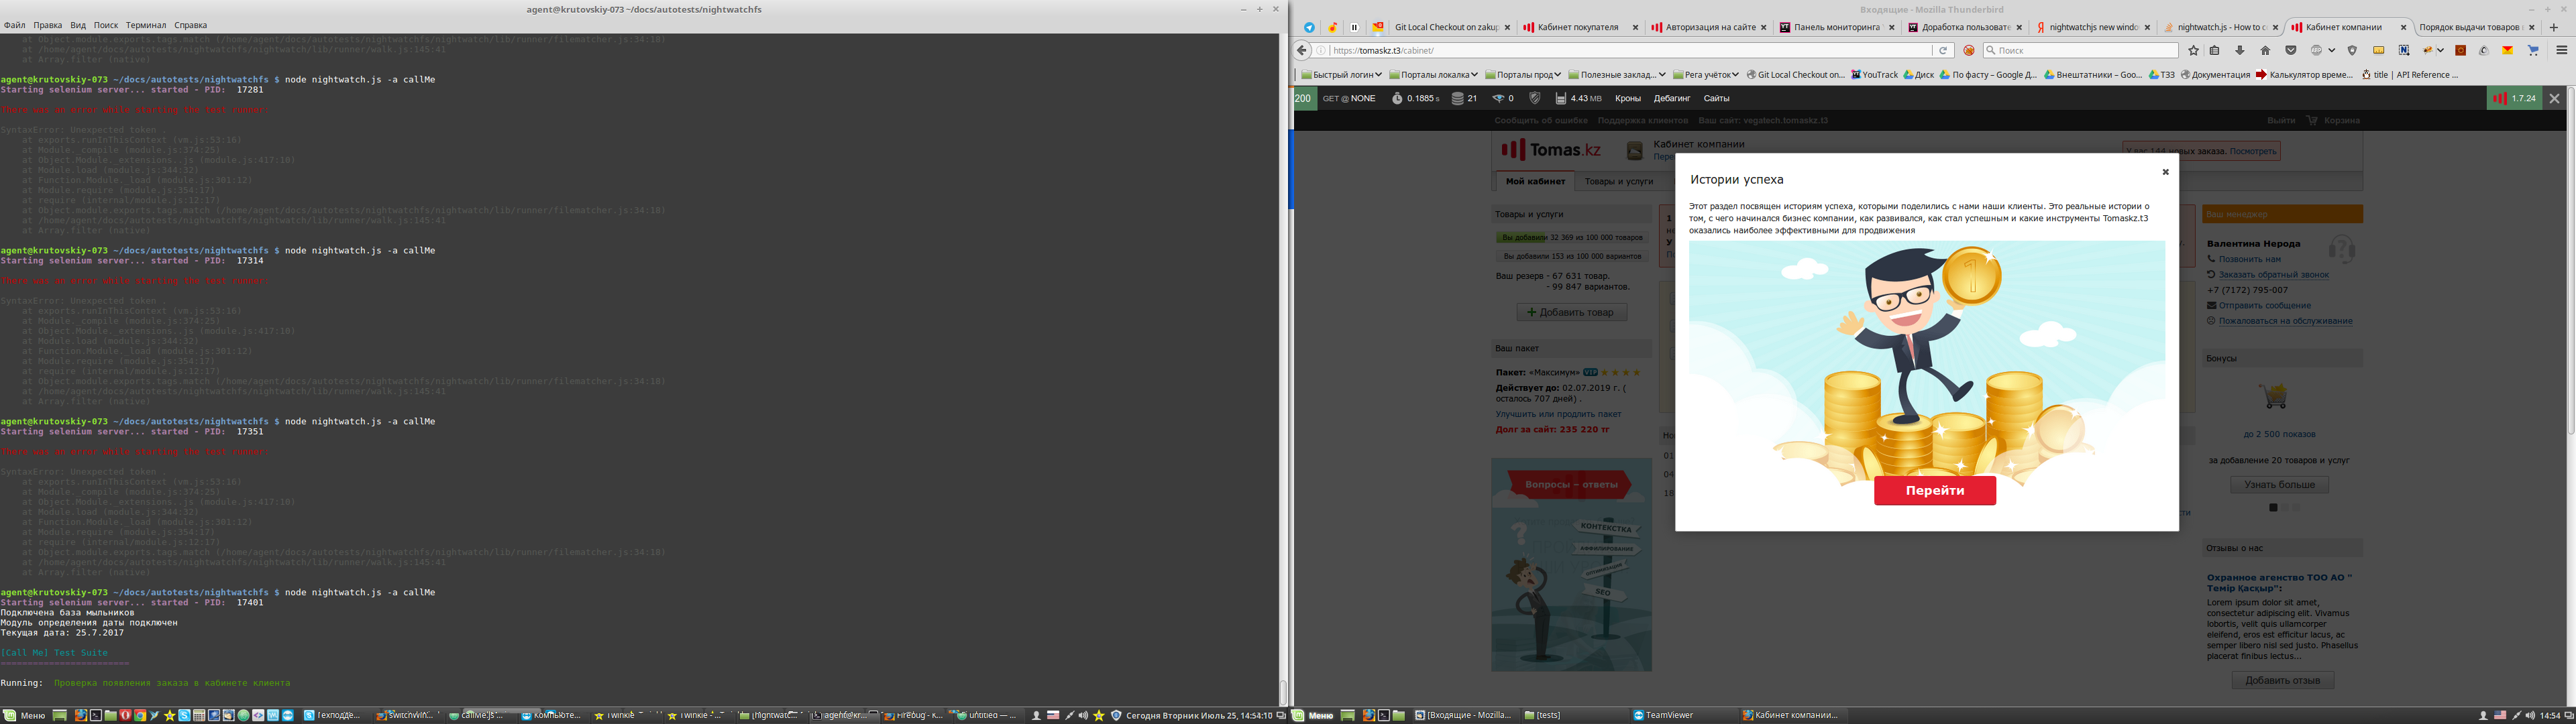 agent@krutovskiy-073 ~/docs/autotests/nightwatchfs
Файл Правка Вид Поиск Терминал Справка
at Object.module.exports.tags.match (/home/agent/docs/autotests/nightwatchfs/nightwatch/lib/runner/filematcher.js:34:18)
at /home/agent/docs/autotests/nightwatchfs/nightwatch/lib/runner/walk.js:145:41
at Array.filter (native)
agent@krutovskiy-073 ~/docs/autotests/nightwatchfs $ node nightwatch.js -a callMe
Starting selenium server... started - PID: 17281
There was an error while starting the test runner:
SyntaxError: Unexpected token .
at exports.runInThisContext (vm.js:53:16)
at Module._compile (module.js:374:25)
at Object.Module._extensions..js (module.js:417:10)
at Module.load (module.js:344:32)
at Function.Module._load (module.js:301:12)
at Module.require (module.js:354:17)
at require (internal/module.js:12:17)
at Object.module.exports.tags.match (/home/agent/docs/autotests/nightwatchfs/nightwatch/lib/runner/filematcher.js:34:18)
at /home/agent/docs/autotests/nightwatchfs/nightwatch/lib/runner/walk.js:145:41
at Array.filter (native)
agent@krutovskiy-073 ~/docs/autotests/nightwatchfs $ node nightwatch.js -a callMe
Starting selenium server... started - PID: 17314
There was an error while starting the test runner:
SyntaxError: Unexpected token .
at exports.runInThisContext (vm.js:53:16)
at Module._compile (module.js:374:25)
at Object.Module._extensions..js (module.js:417:10)
at Module.load (module.js:344:32)
at Function.Module._load (module.js:301:12)
at Module.require (module.js:354:17)
at require (internal/module.js:12:17)
at Object.module.exports.tags.match (/home/agent/docs/autotests/nightwatchfs/nightwatch/lib/runner/filematcher.js:34:18)
at /home/agent/docs/autotests/nightwatchfs/nightwatch/lib/runner/walk.js:145:41
at Array.filter (native)
agent@krutovskiy-073 ~/docs/autotests/nightwatchfs $ node nightwatch.js -a callMe
Starting selenium server... started - PID: 17351
There was an error while starting the test runner:
SyntaxError: Unexpected token .
at exports.runInThisContext (vm.js:53:16)
at Module._compile (module.js:374:25)
at Object.Module._extensions..js (module.js:417:10)
at Module.load (module.js:344:32)
at Function.Module._load (module.js:301:12)
at Module.require (module.js:354:17)
at require (internal/module.js:12:17)
at Object.module.exports.tags.match (/home/agent/docs/autotests/nightwatchfs/nightwatch/lib/runner/filematcher.js:34:18)
at /home/agent/docs/autotests/nightwatchfs/nightwatch/lib/runner/walk.js:145:41
at Array.filter (native)
agent@krutovskiy-073 ~/docs/autotests/nightwatchfs $ node nightwatch.js -a callMe
Starting selenium server... started - PID: 17401
Подключена база мыльников
Модуль определения даты подключен
Текущая дата: 25.7.2017
[Call Me] Test Suite
========================
Running: Проверка появления заказа в кабинете клиента
Меню Компьюте... Twinkle Twinkle -... Firebug - К... untitled — ... Сегодня Вторник Июль 25, 14:54:10
Входящие - Mozilla Thunderbird
Git Local Checkout on zakup Кабинет покупателя Авторизация на сайте Панель мониторинга Доработка пользовате nightwatchjs new windo nightwatch.js - How to c Кабинет компании Порядок выдачи товаров
https://tomaskz.t3/cabinet/ Поиск
Быстрый логин Порталы локалка Порталы прод Полезные заклад... Рега учёток Git Local Checkout on... YouTrack Диск По фасту – Google Д... Внештатники – Goo... ТЗЗ Документация Калькулятор време... title | API Reference ...
200 GET @ NONE 0.1885 s 21 0 4.43 MB Кроны Дебагинг Сайты 1.7.24
Сообщить об ошибке Поддержка клиентов Ваш сайт: vegatech.tomaskz.t3 Выйти Корзина
Tomas.kz Кабинет компании
У вас 144 новых заказа. Посмотреть
Мой кабинет Товары и услуги
Товары и услуги
Вы добавили 32 369 из 100 000 товаров
Вы добавили 153 из 100 000 вариантов
Ваш резерв - 67 631 товар.
- 99 847 вариантов.
Добавить товар
Ваш пакет
Пакет: «Максимум» VIP
Действует до: 02.07.2019 г. (
осталось 707 дней) .
Улучшить или продлить пакет
Долг за сайт: 235 220 тг
Вопросы – ответы
КОНТЕКСТКА
АФФИЛИРОВАНИЕ
ОПТИМИЗАЦИЯ
SEO
Истории успеха
Этот раздел посвящен историям успеха, которыми поделились с нами наши клиенты. Это реальные истории о
том, с чего начинался бизнес компании, как развивался, как стал успешным и какие инструменты Tomaskz.t3
оказались наиболее эффективными для продвижения
1
Перейти
Ваш менеджер
Валентина Нерода
Позвонить нам
Заказать обратный звонок
+7 (7172) 795-007
Отправить сообщение
Пожаловаться на обслуживание
Бонусы
до 2 500 показов
за добавление 20 товаров и услуг
Узнать больше
Отзывы о нас
Охранное агенство ТОО АО "
Темір Қасқыр":
Lorem ipsum dolor sit amet,
consectetur adipiscing elit. Vivamus
lobortis, velit quis ullamcorper
eleifend, eros est efficitur lacus, ac
semper libero nisl sed justo. Phasellus
placerat finibus lectus...
Добавить отзыв
Меню [Входящие - Mozilla... [tests] TeamViewer Кабинет компании... 14:54